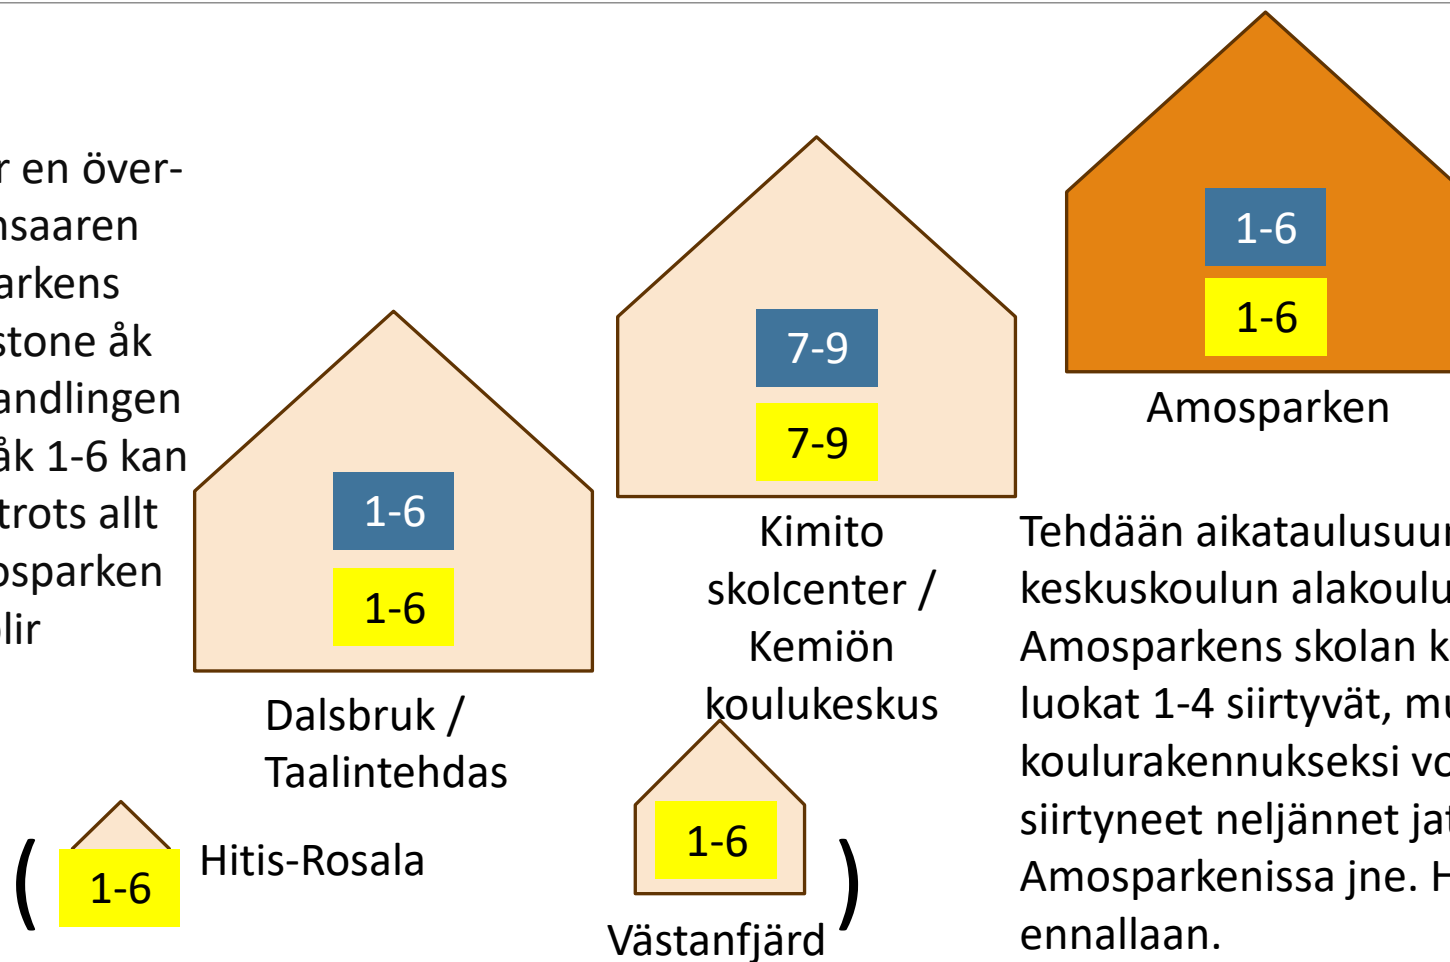 r en över-
nsaaren
arkens
stone åk
andlingen
åk 1-6 kan
trots allt
osparken
lir
1-6
1-6
Dalsbruk /
Taalintehdas
7-9
7-9
Kimito
skolcenter /
Kemiön
koulukeskus
1-6
1-6
Amosparken
Tehdään aikataulusuu
keskuskoulun alakoulu
Amosparkens skolan k
luokat 1-4 siirtyvät, mu
koulurakennukseksi vo
siirtyneet neljännet jat
Amosparkenissa jne. H
ennallaan.
( 1-6 Hitis-Rosala
1-6 )
Västanfjärd